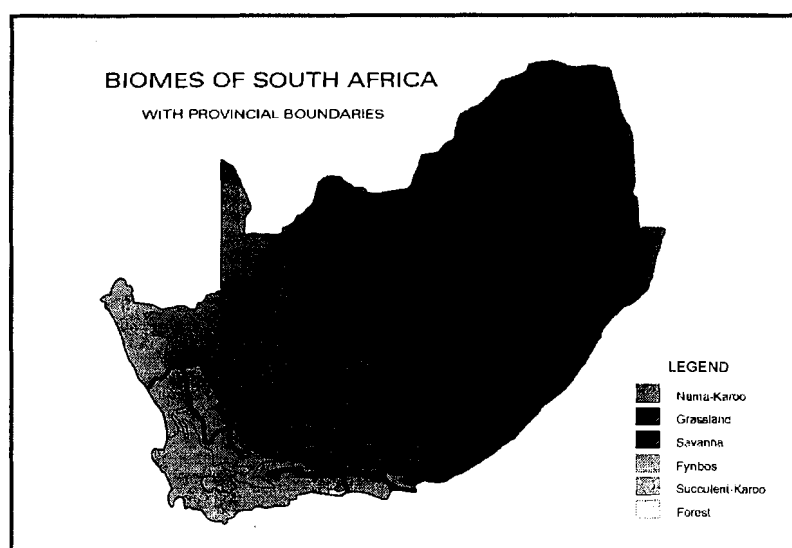 BIOMES OF SOUTH AFRICA
WITH PROVINCIAL BOUNDARIES
LEGEND
Nama-Karoo
Grassland
Savanna
Fynbos
Succulent-Karoo
Forest